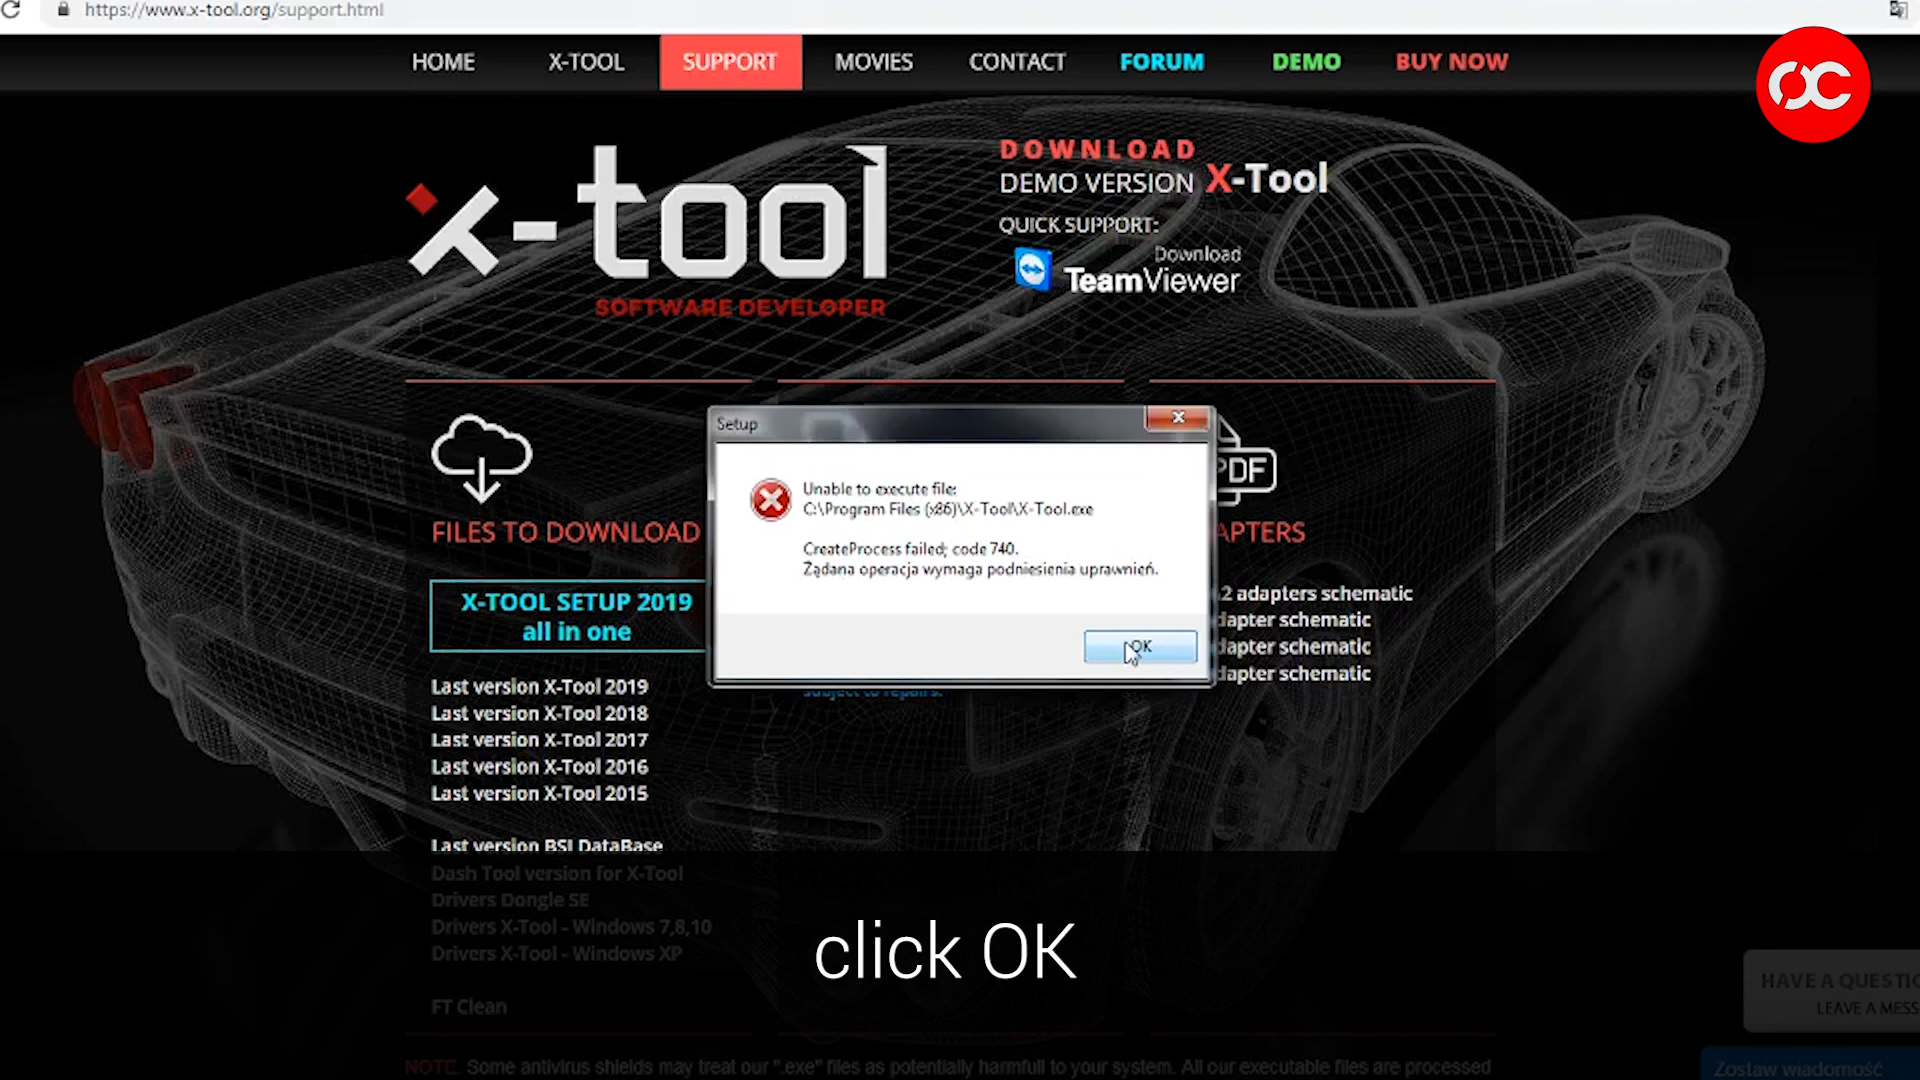 https://www.x-tool.org/support.html
HOME X-TOOL SUPPORT MOVIES CONTACT FORUM DEMO BUY NOW
x-tool
SOFTWARE DEVELOPER
DOWNLOAD
DEMO VERSION X-Tool
QUICK SUPPORT:
Download
TeamViewer
Setup
Unable to execute file:
C:\Program Files (x86)\X-Tool\X-Tool.exe
CreateProcess failed; code 740.
Żądana operacja wymaga podniesienia uprawnień.
OK
FILES TO DOWNLOAD
X-TOOL SETUP 2019
all in one
Last version X-Tool 2019
Last version X-Tool 2018
Last version X-Tool 2017
Last version X-Tool 2016
Last version X-Tool 2015
Last version BSI DataBase
Dash Tool version for X-Tool
Drivers Dongle SE
Drivers X-Tool - Windows 7,8,10
Drivers X-Tool - Windows XP
FT Clean
subject to repairs.
PDF
APTERS
2 adapters schematic
dapter schematic
dapter schematic
dapter schematic
click OK
HAVE A QUESTIO
LEAVE A MESS
NOTE. Some antivirus shields may treat our ".exe" files as potentially harmfull to your system. All our executable files are processed
Zostaw wiadomość